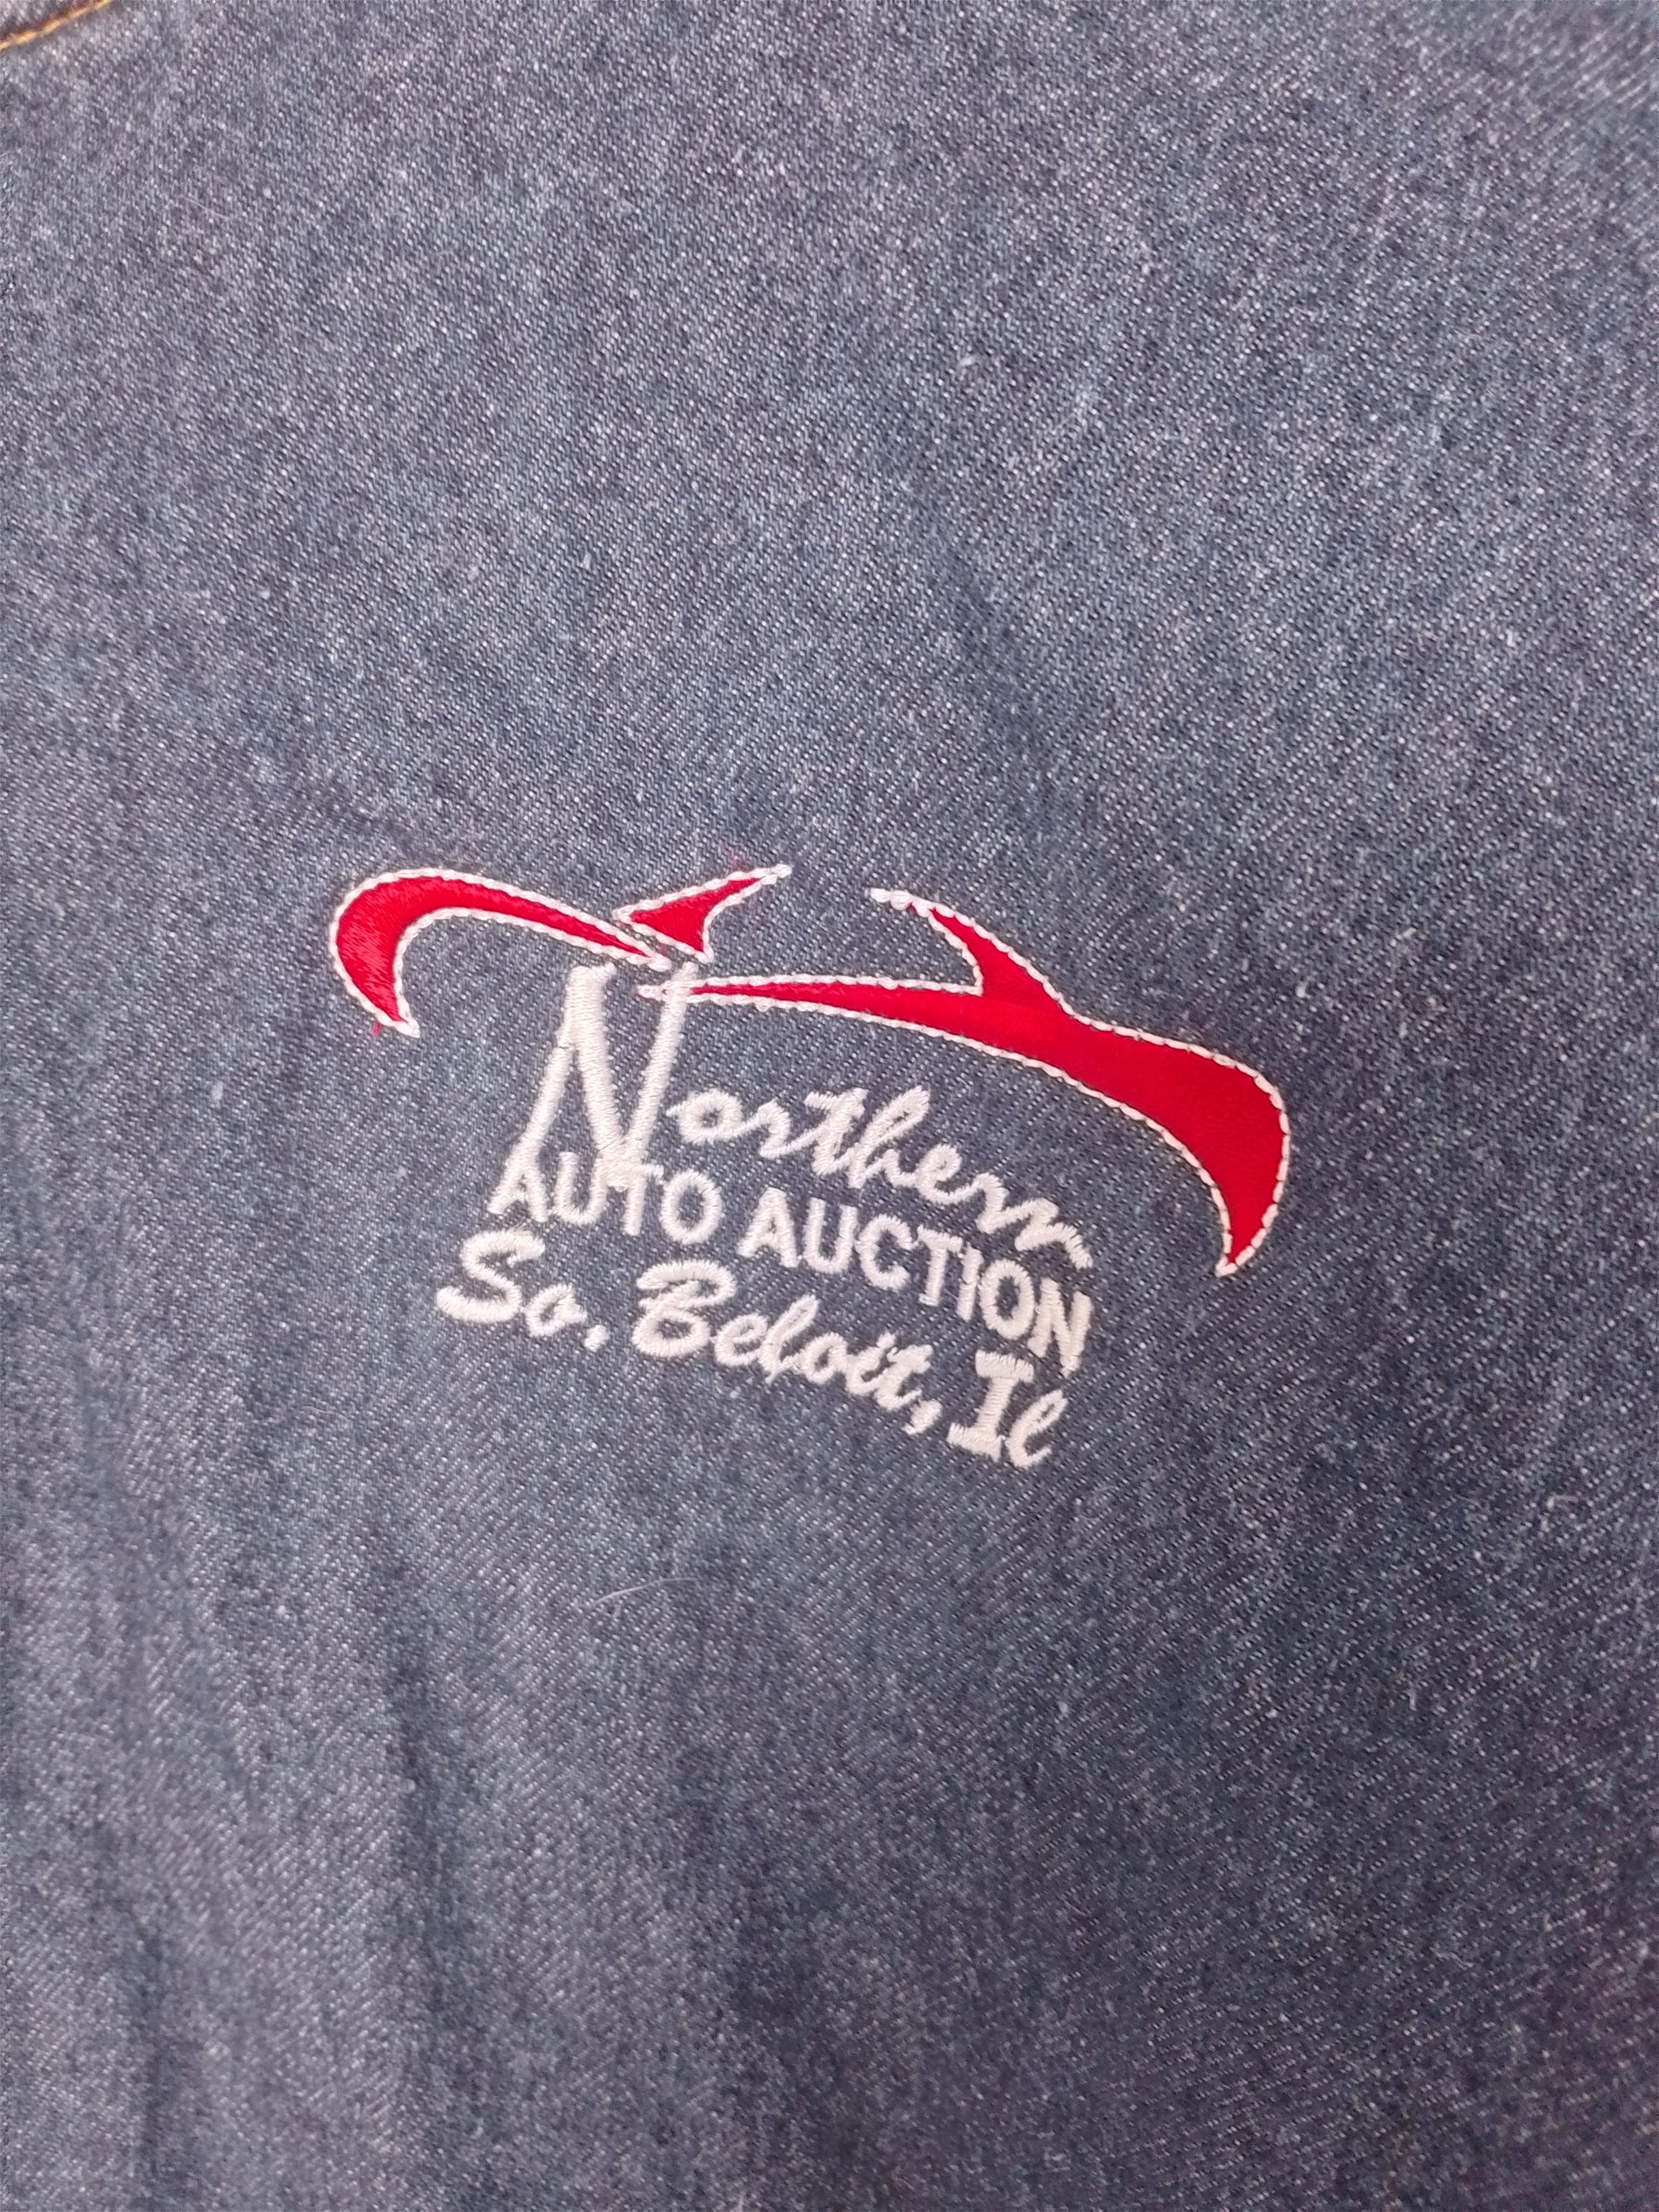 Northern
AUTO AUCTION
So. Beloit, Il